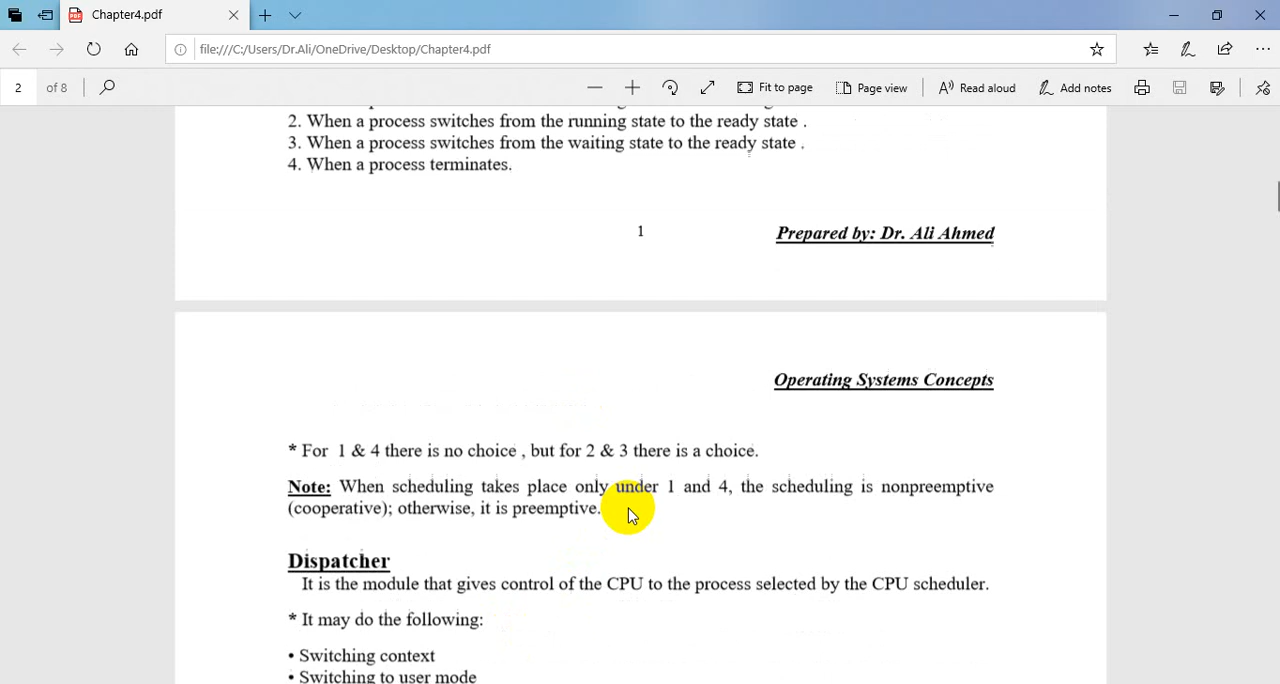 Chapter4.pdf
file:///C:/Users/Dr.Ali/OneDrive/Desktop/Chapter4.pdf
2 of 8
Fit to page
Page view
Read aloud
Add notes
2. When a process switches from the running state to the ready state .
3. When a process switches from the waiting state to the ready state .
4. When a process terminates.
1
Prepared by: Dr. Ali Ahmed
Operating Systems Concepts
* For 1 & 4 there is no choice , but for 2 & 3 there is a choice.
Note: When scheduling takes place only under 1 and 4, the scheduling is nonpreemptive
(cooperative); otherwise, it is preemptive.
Dispatcher
It is the module that gives control of the CPU to the process selected by the CPU scheduler.
* It may do the following:
• Switching context
• Switching to user mode